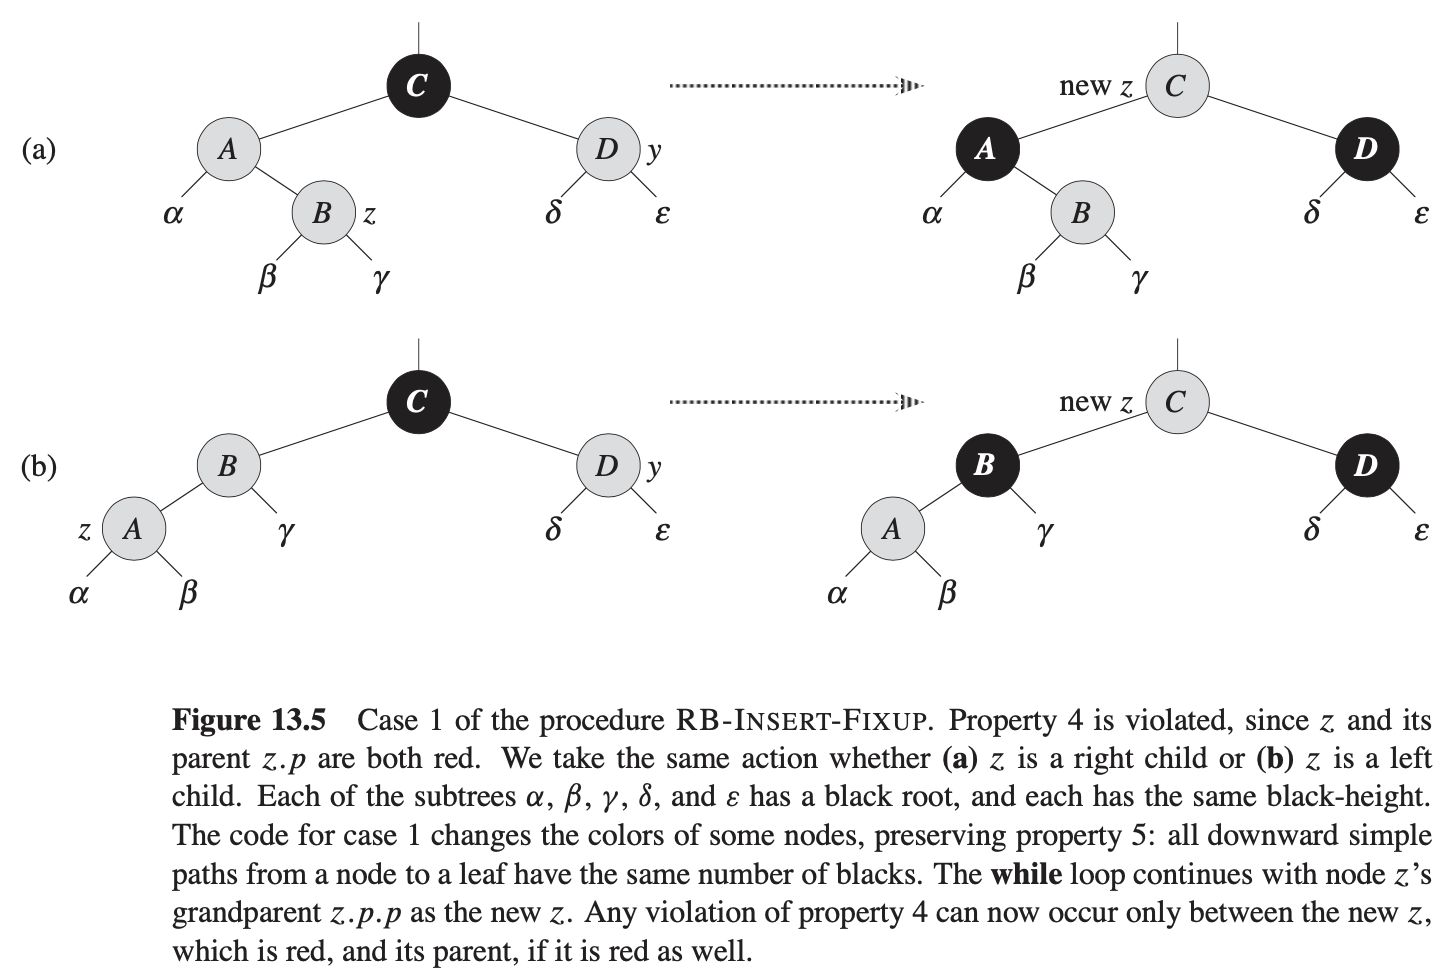 C
new z C
(a) A D y A D
α B z δ ε α B δ ε
β γ β γ
C
new z C
(b) B D y B D
z A γ δ ε A γ δ ε
α β α β
Figure 13.5 Case 1 of the procedure RB-INSERT-FIXUP. Property 4 is violated, since z and its
parent z.p are both red. We take the same action whether (a) z is a right child or (b) z is a left
child. Each of the subtrees α, β, γ, δ, and ε has a black root, and each has the same black-height.
The code for case 1 changes the colors of some nodes, preserving property 5: all downward simple
paths from a node to a leaf have the same number of blacks. The while loop continues with node z’s
grandparent z.p.p as the new z. Any violation of property 4 can now occur only between the new z,
which is red, and its parent, if it is red as well.